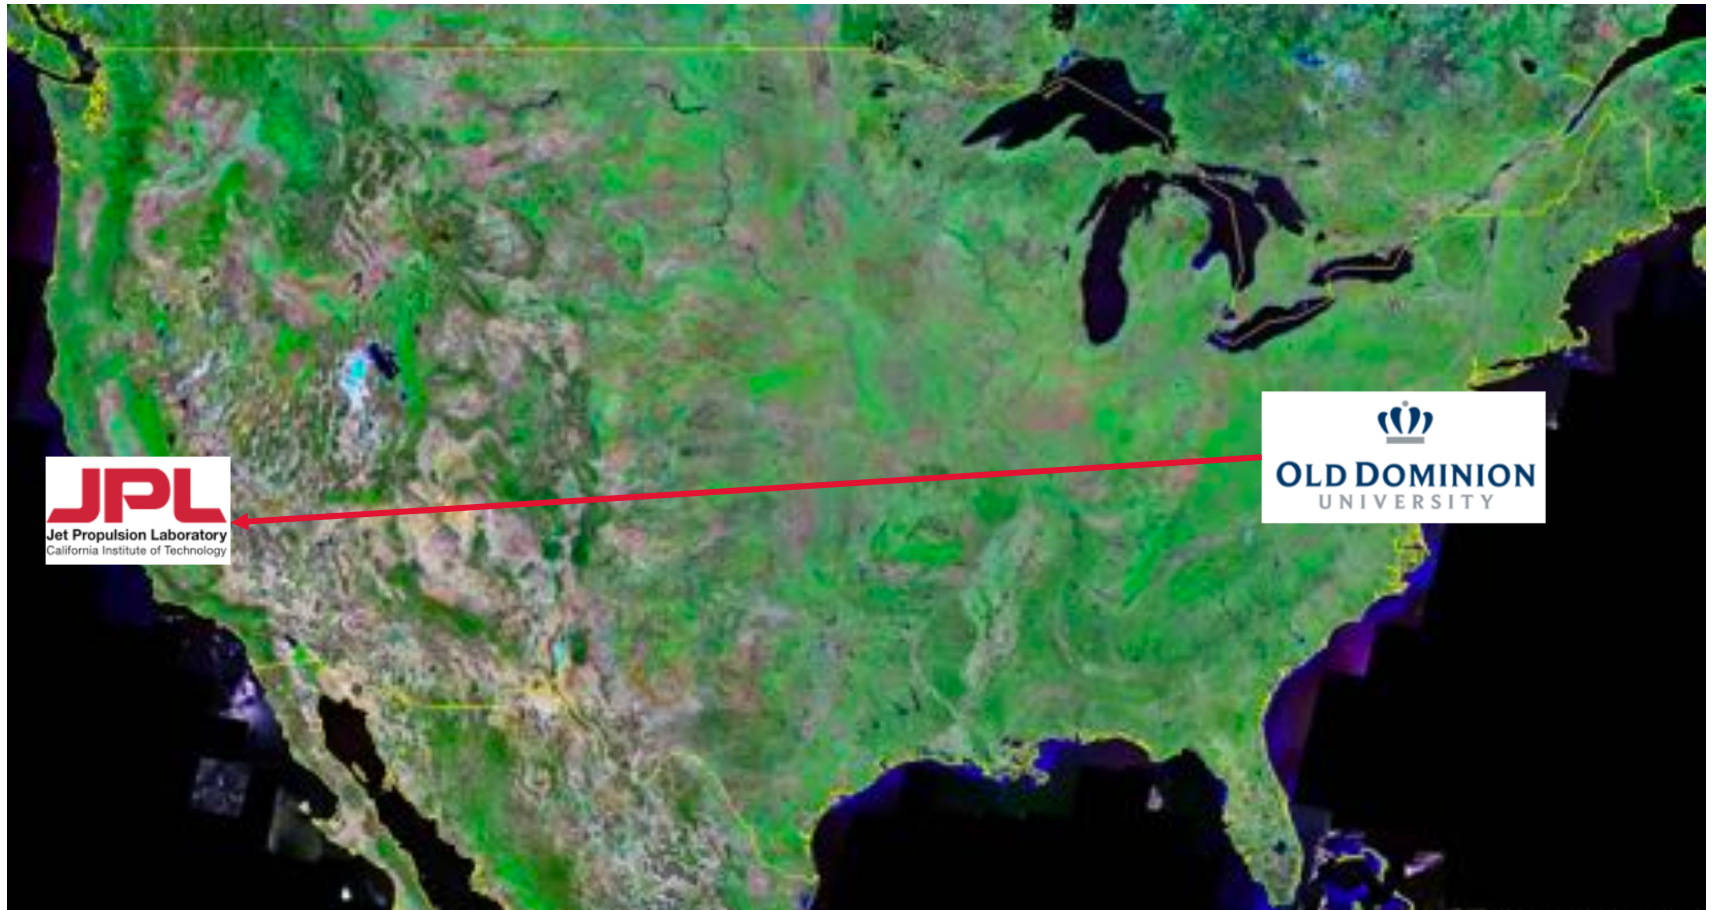 JPL
Jet Propulsion Laboratory
California Institute of Technology
OLD DOMINION
UNIVERSITY